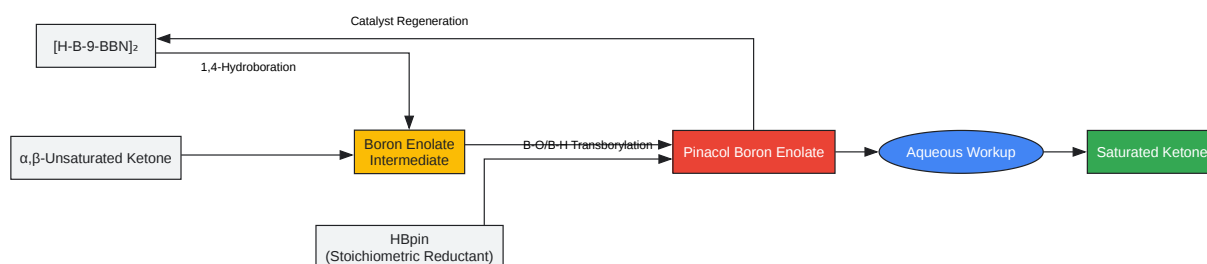 Catalyst Regeneration
[H-B-9-BBN]₂
1,4-Hydroboration
α,β-Unsaturated Ketone
Boron Enolate
Intermediate
B-O/B-H Transborylation
Pinacol Boron Enolate
Aqueous Workup
Saturated Ketone
HBpin
(Stoichiometric Reductant)